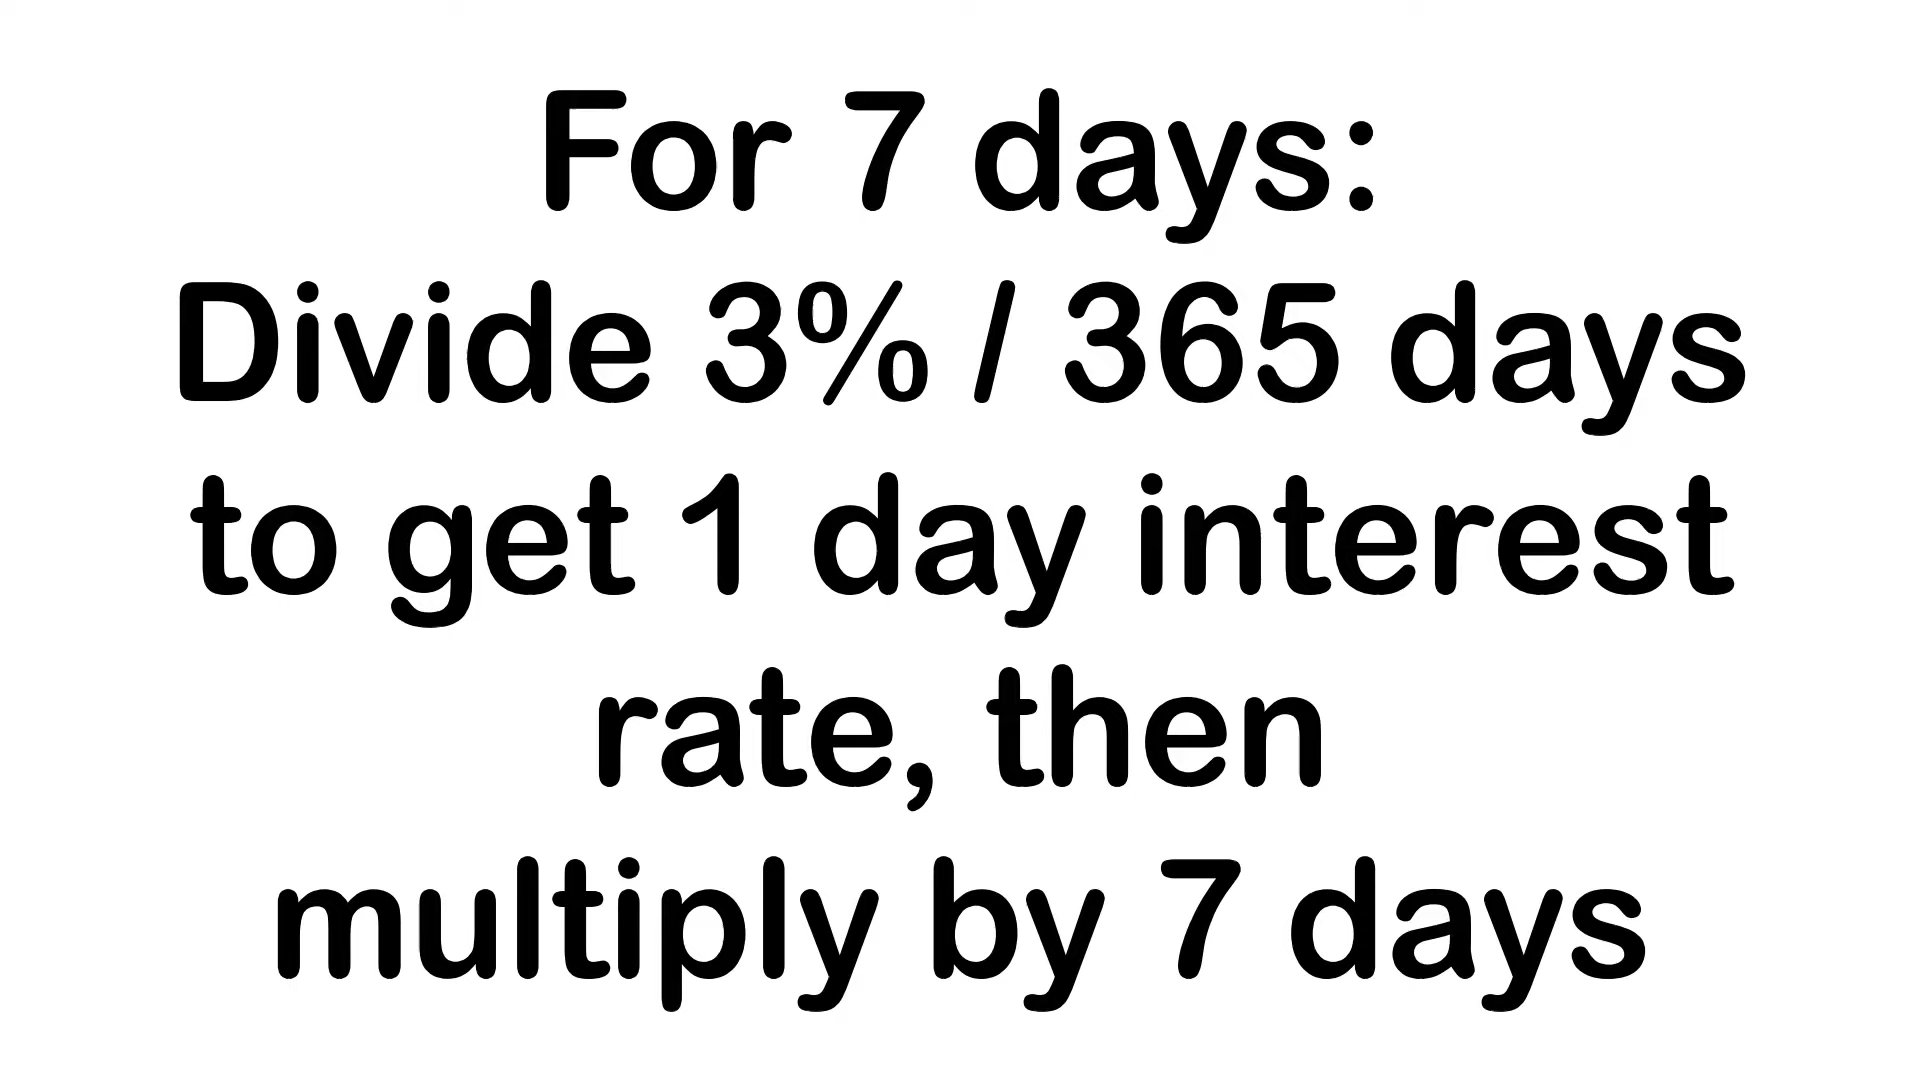 For 7 days:
Divide 3% / 365 days
to get 1 day interest
rate, then
multiply by 7 days